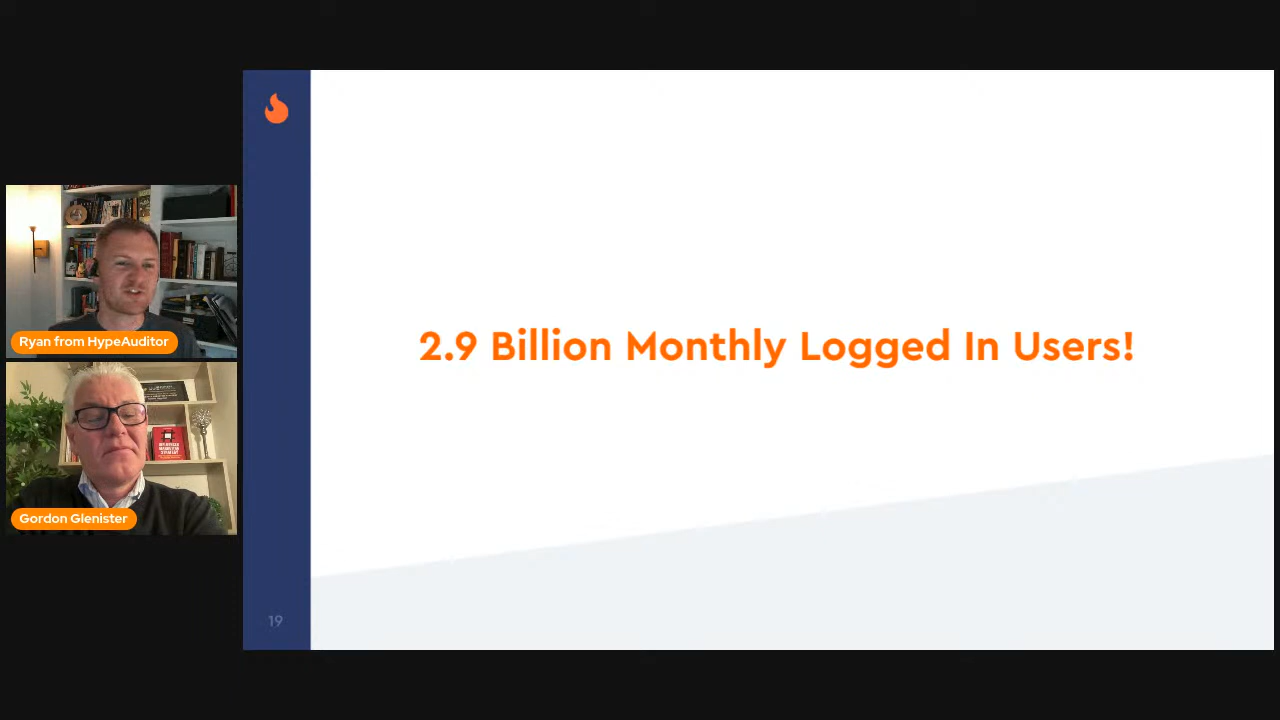 2.9 Billion Monthly Logged In Users!
Ryan from HypeAuditor
Gordon Glenister
19